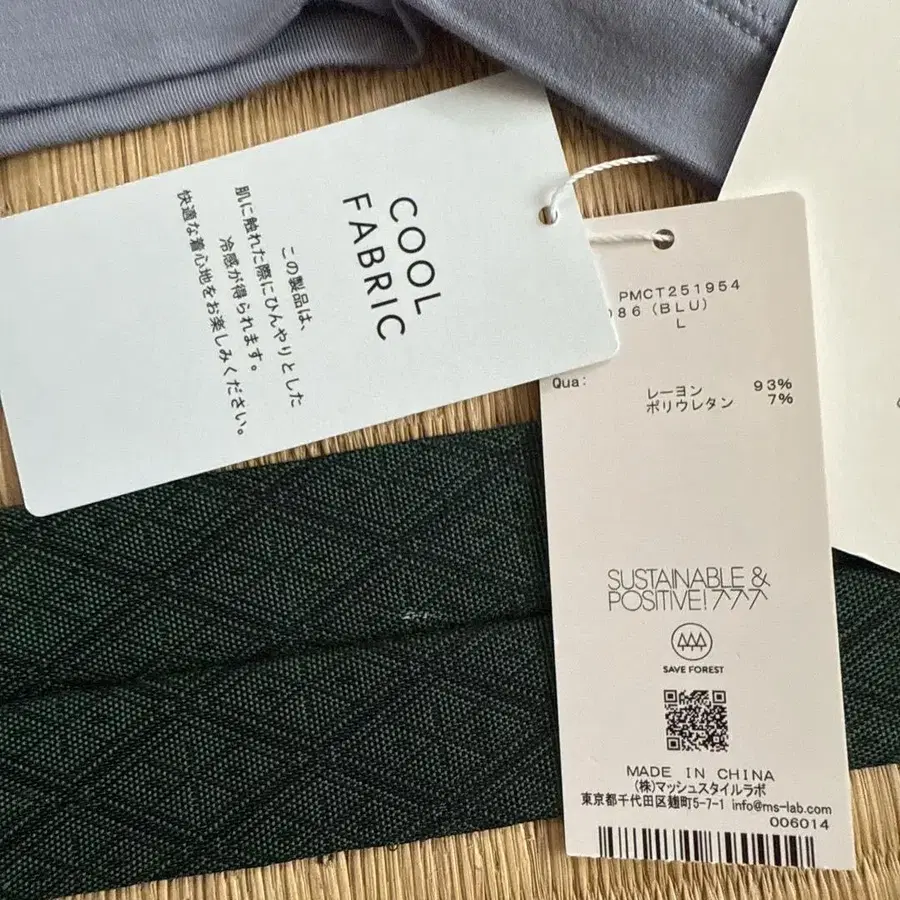 COOL
FABRIC
この製品は、
肌に触れた際にひんやりとした
冷感が得られます。
快適な着心地をお楽しみください。
PMCT251954
086(BLU)
L
Qua:
レーヨン 93%
ポリウレタン 7%
SUSTAINABLE &
POSITIVE!
SAVE FOREST
MADE IN CHINA
(株)マッシュスタイルラボ
東京都千代田区麹町5-7-1 info@ms-lab.com
006014